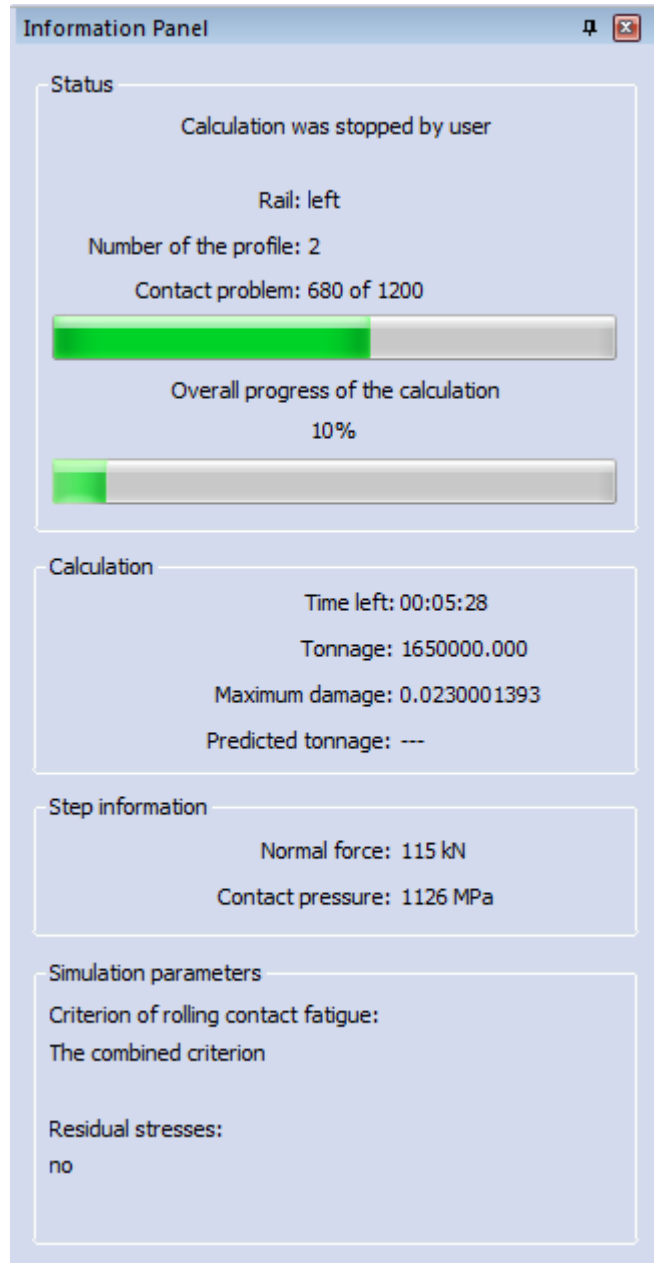 Information Panel
Status
Calculation was stopped by user
Rail: left
Number of the profile: 2
Contact problem: 680 of 1200
Overall progress of the calculation
10%
Calculation
Time left: 00:05:28
Tonnage: 1650000.000
Maximum damage: 0.0230001393
Predicted tonnage: ---
Step information
Normal force: 115 kN
Contact pressure: 1126 MPa
Simulation parameters
Criterion of rolling contact fatigue:
The combined criterion
Residual stresses:
no